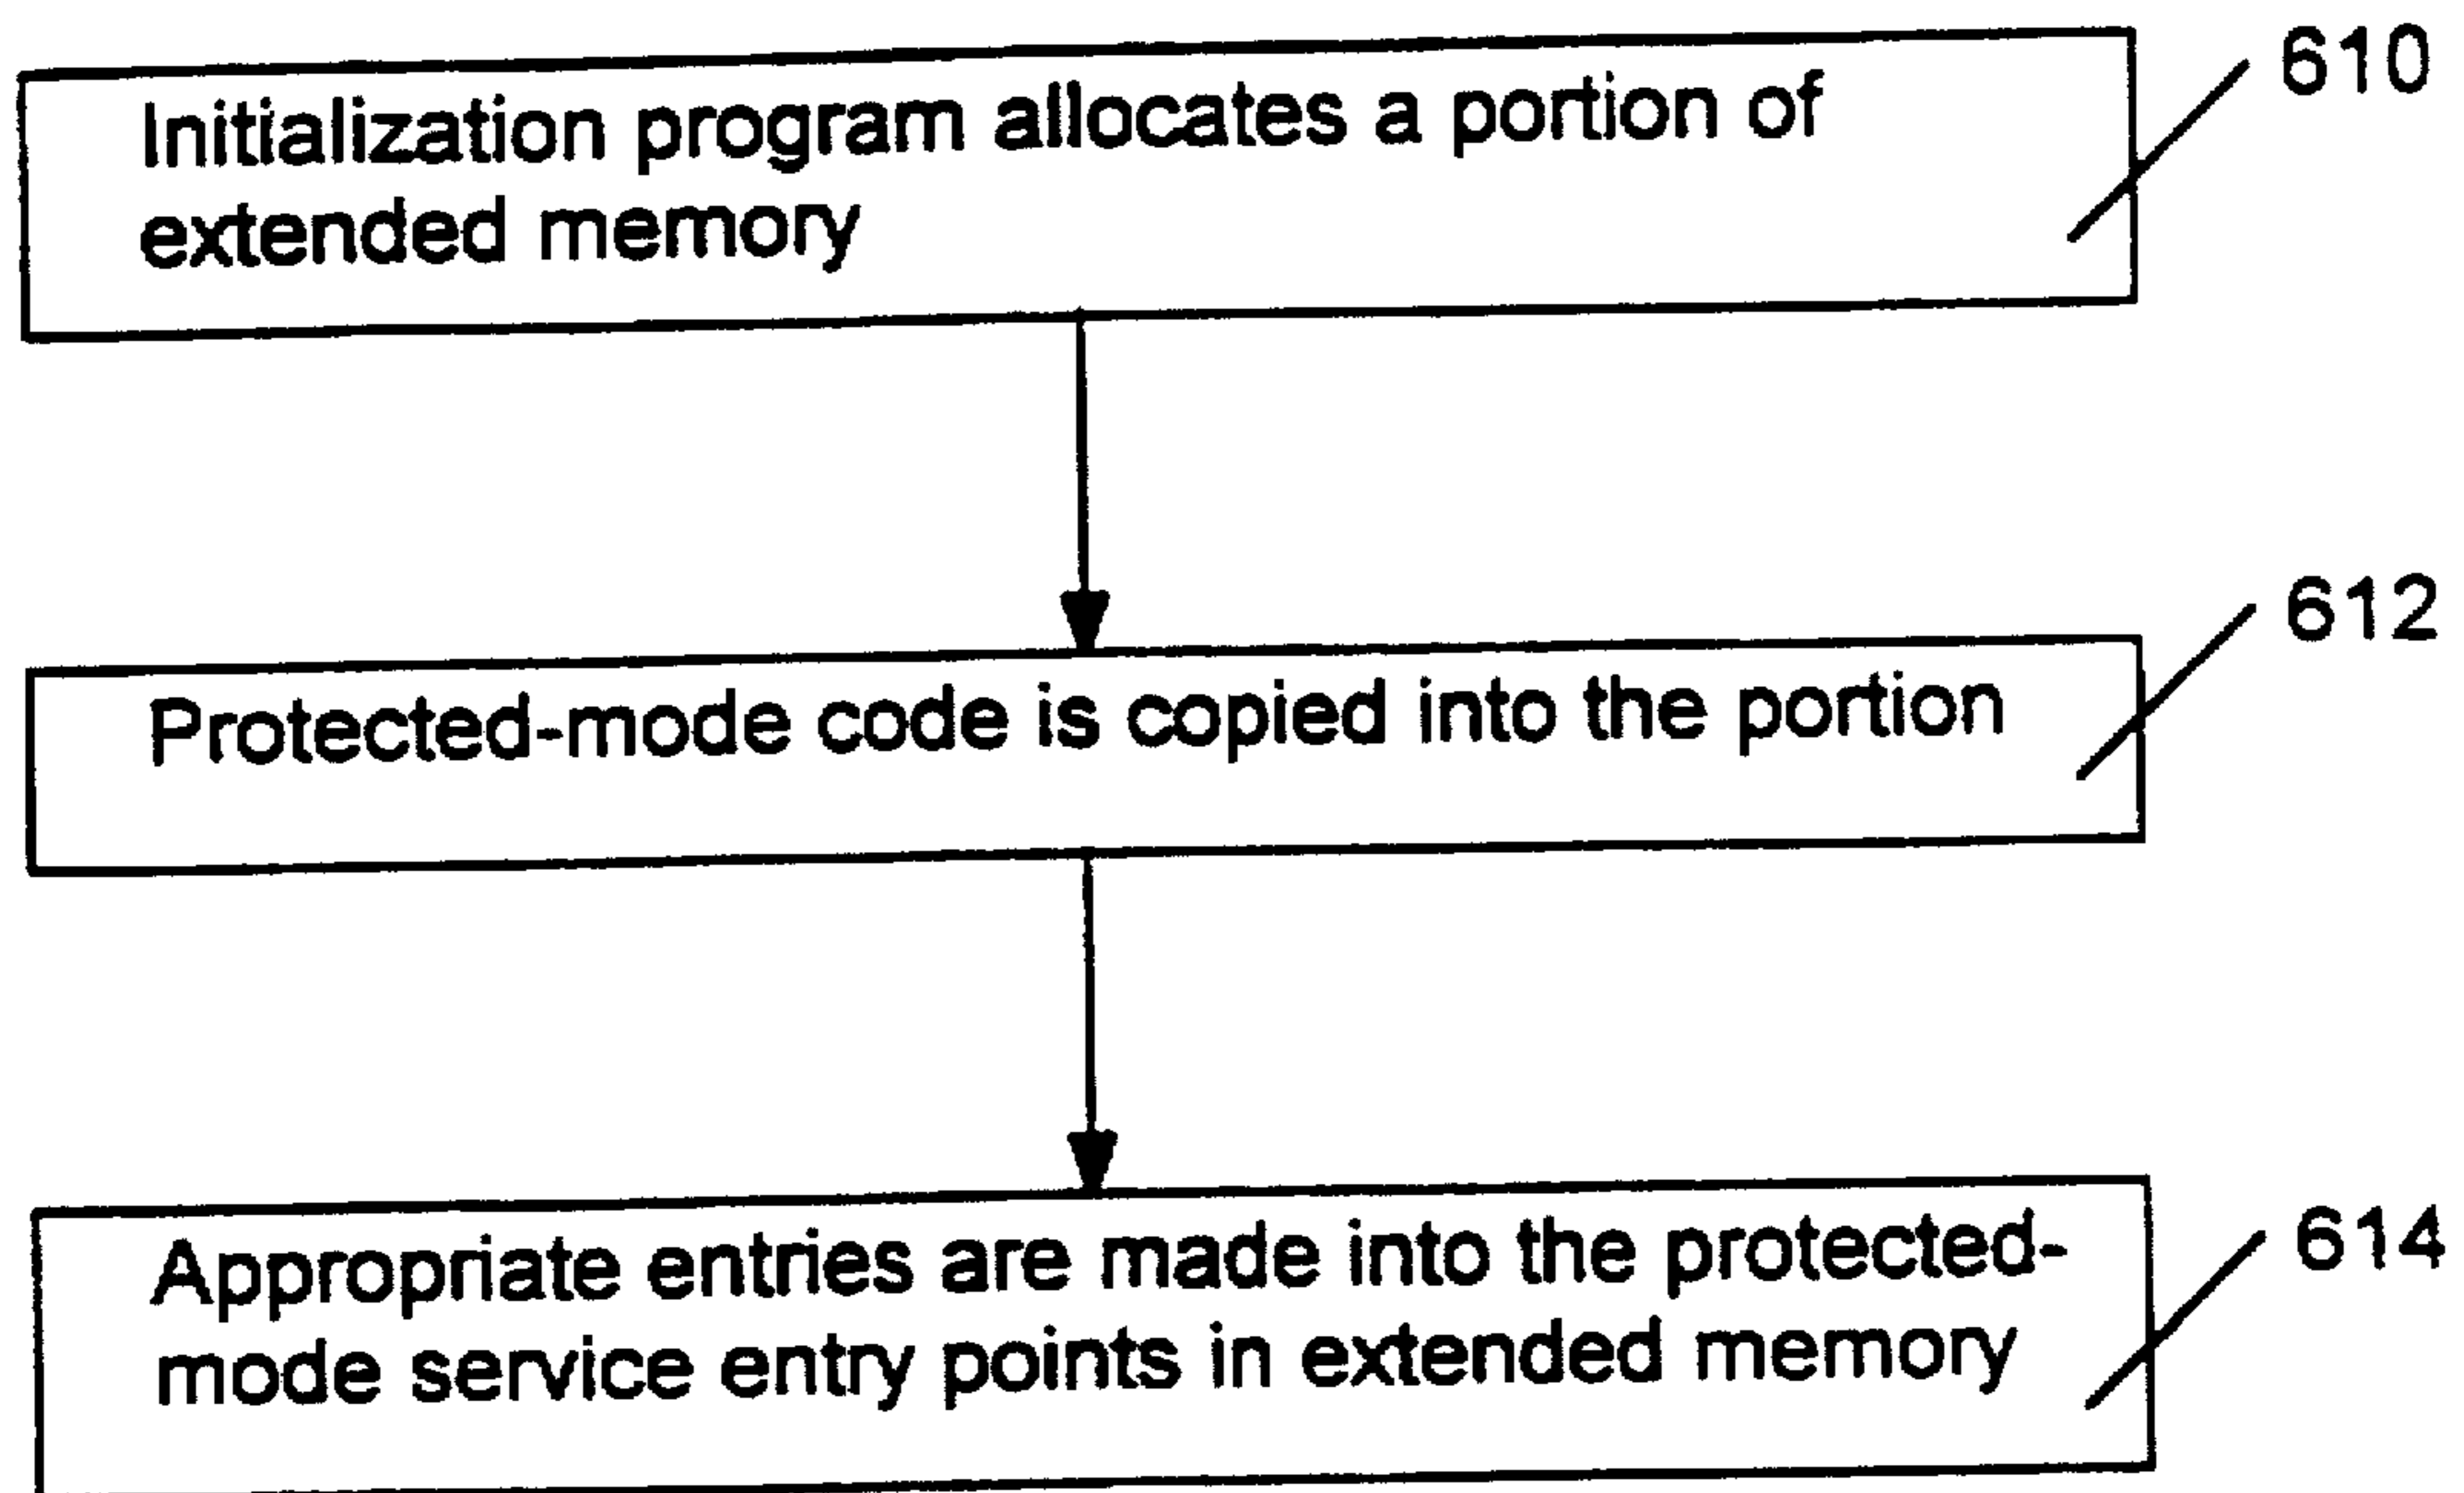 610
Initialization program allocates a portion of
extended memory
612
Protected-mode code is copied into the portion
614
Appropriate entries are made into the protected-
mode service entry points in extended memory